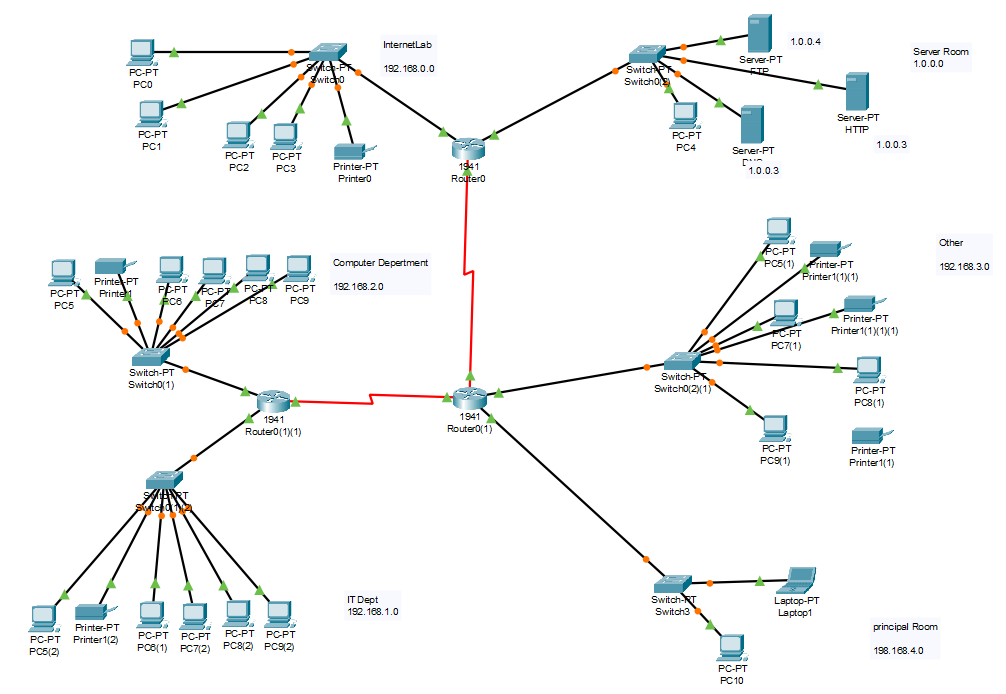 InternetLab
192.168.0.0
PC-PT
PC0
PC-PT
PC1
PC-PT
PC2
PC-PT
PC3
Printer-PT
Printer0
Switch-PT
Switch0
1941
Router0
Switch-PT
Switch0(2)
Server-PT
FTP
1.0.0.4
Server Room
1.0.0.0
Server-PT
HTTP
1.0.0.3
PC-PT
PC4
Server-PT
1.0.0.3
PC-PT
PC5
Printer-PT
Printer1
PC-PT
PC6
PC-PT
PC7
PC-PT
PC8
PC-PT
PC9
Computer Department
192.168.2.0
Switch-PT
Switch0(1)
1941
Router0(1)(1)
1941
Router0(1)
Switch-PT
Switch0(2)(1)
PC-PT
PC5(1)
Printer-PT
Printer1(1)(1)
Other
192.168.3.0
Printer-PT
Printer1(1)(1)(1)
PC-PT
PC7(1)
PC-PT
PC8(1)
PC-PT
PC9(1)
Printer-PT
Printer1(1)
Switch-PT
Switch0(1)(2)
PC-PT
PC5(2)
Printer-PT
Printer1(2)
PC-PT
PC6(1)
PC-PT
PC7(2)
PC-PT
PC8(2)
PC-PT
PC9(2)
IT Dept
192.168.1.0
Switch-PT
Switch3
Laptop-PT
Laptop1
PC-PT
PC10
principal Room
198.168.4.0